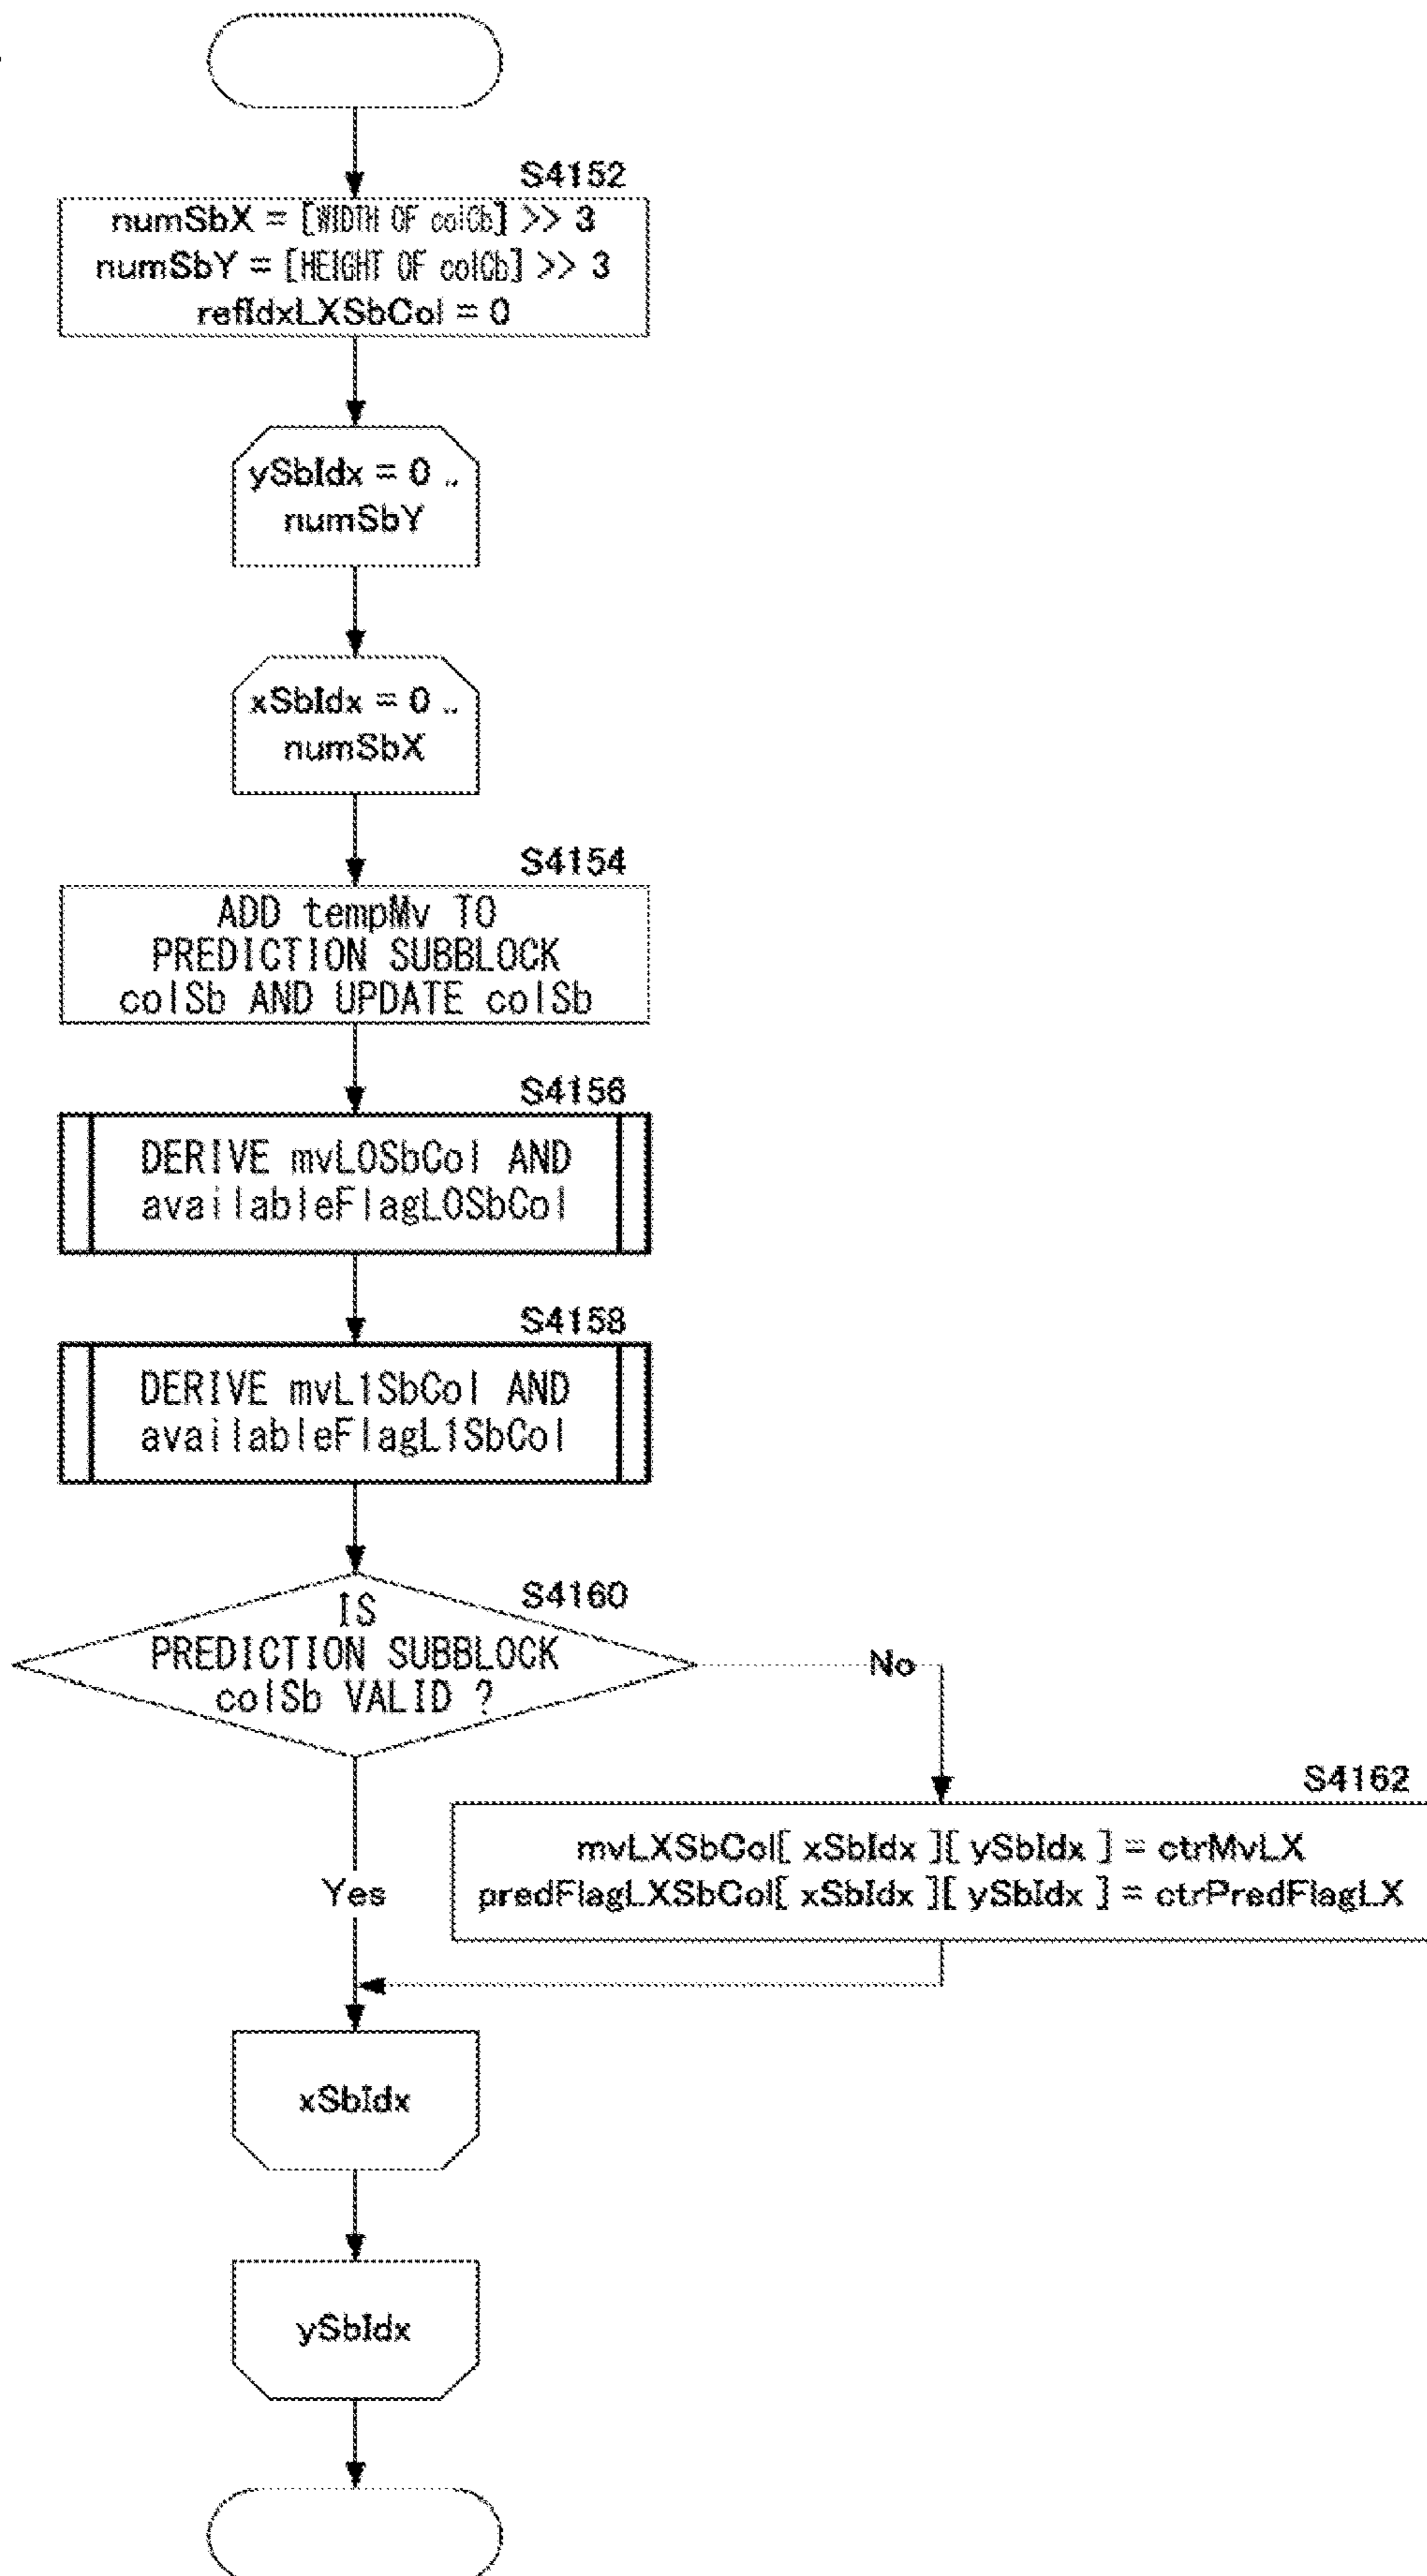 S4152
numSbX = [WIDTH OF colCb] >> 3
numSbY = [HEIGHT OF colCb] >> 3
refIdxLXSbCol = 0
ySbIdx = 0 ..
numSbY
xSbIdx = 0 ..
numSbX
S4154
ADD tempMv TO
PREDICTION SUBBLOCK
colSb AND UPDATE colSb
S4156
DERIVE mvL0SbCol AND
availableFlagL0SbCol
S4158
DERIVE mvL1SbCol AND
availableFlagL1SbCol
S4160
IS
PREDICTION SUBBLOCK
colSb VALID ?
No
S4162
mvLXSbCol[ xSbIdx ][ ySbIdx ] = ctrMvLX
predFlagLXSbCol[ xSbIdx ][ ySbIdx ] = ctrPredFlagLX
Yes
xSbIdx
ySbIdx